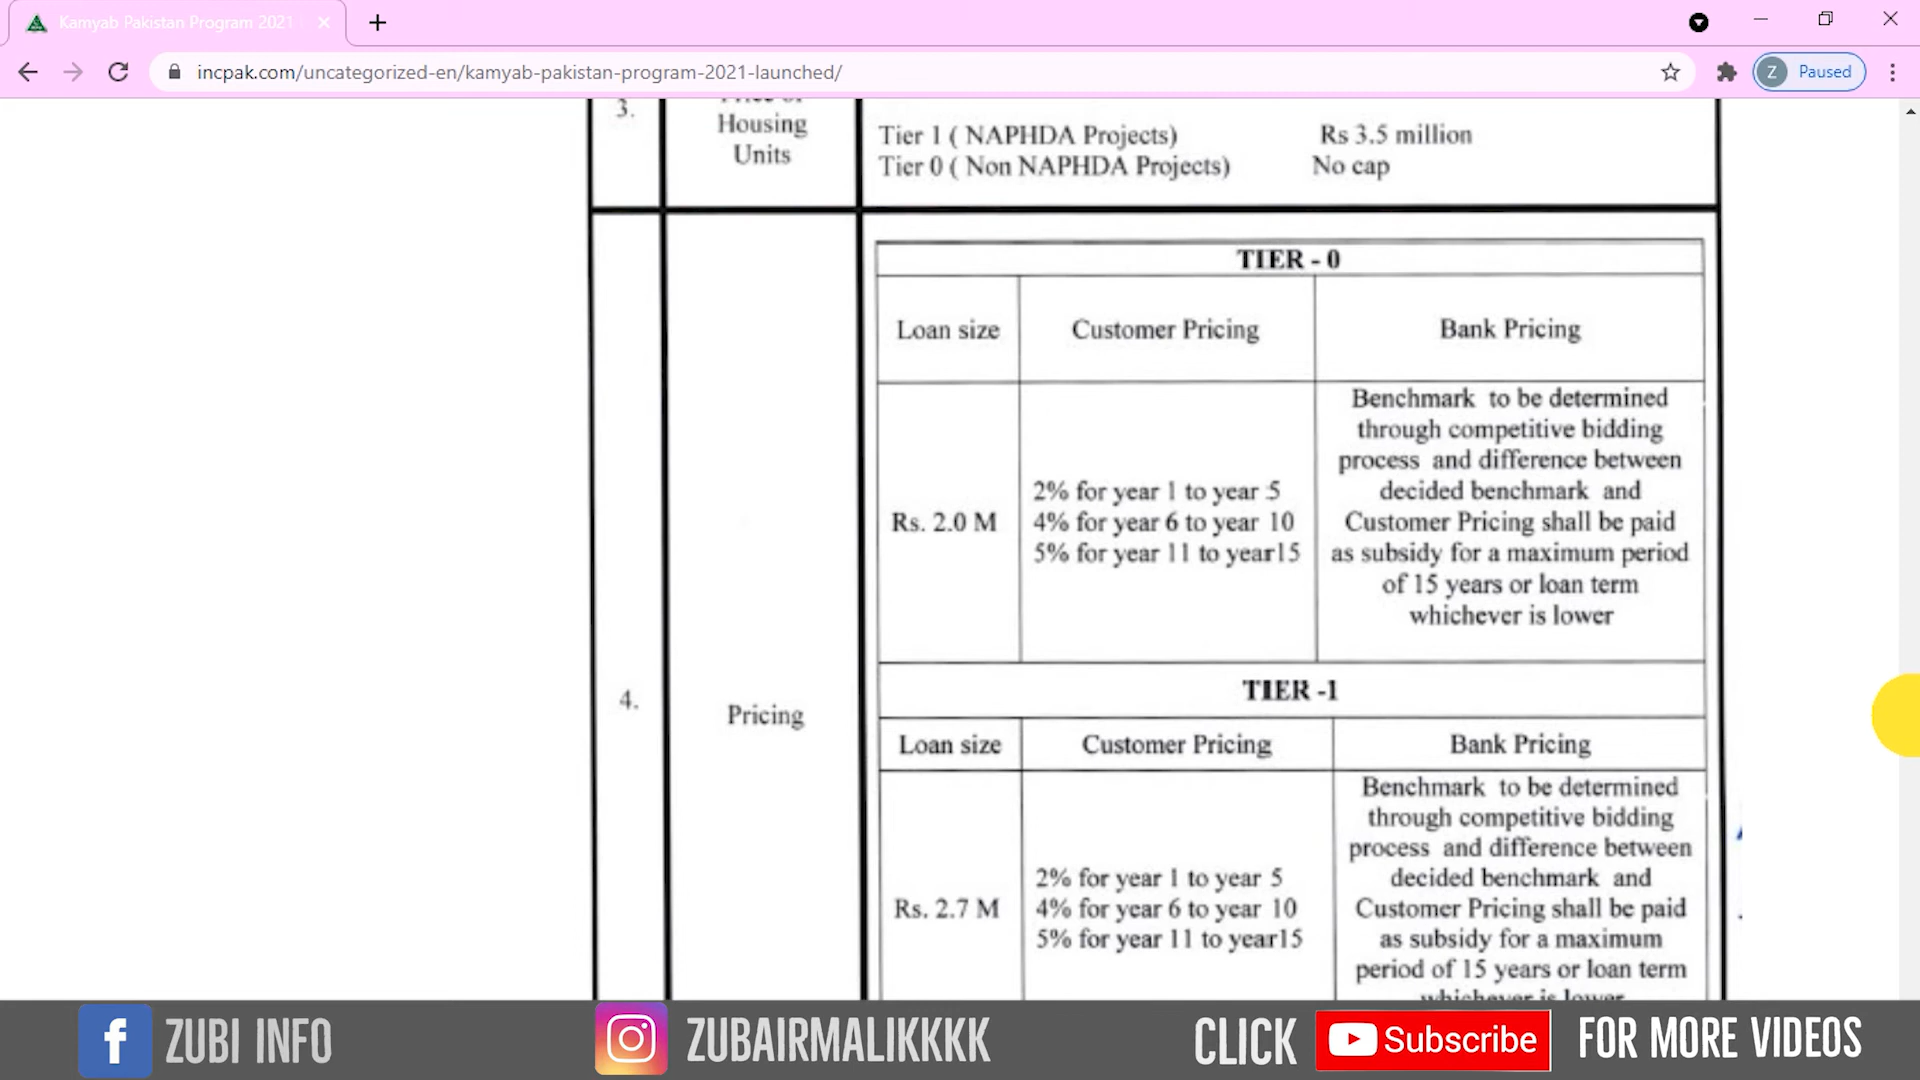 Kamyab Pakistan Program 2021
incpak.com/uncategorized-en/kamyab-pakistan-program-2021-launched/
Z Paused
3.
Housing
Units
Tier 1 ( NAPHDA Projects) Rs 3.5 million
Tier 0 ( Non NAPHDA Projects) No cap
4.
Pricing
TIER - 0
Loan size Customer Pricing Bank Pricing
Rs. 2.0 M
2% for year 1 to year 5
4% for year 6 to year 10
5% for year 11 to year15
Benchmark to be determined
through competitive bidding
process and difference between
decided benchmark and
Customer Pricing shall be paid
as subsidy for a maximum period
of 15 years or loan term
whichever is lower
TIER -1
Loan size Customer Pricing Bank Pricing
Rs. 2.7 M
2% for year 1 to year 5
4% for year 6 to year 10
5% for year 11 to year15
Benchmark to be determined
through competitive bidding
process and difference between
decided benchmark and
Customer Pricing shall be paid
as subsidy for a maximum
period of 15 years or loan term
whichever is lower
ZUBI INFO
ZUBAIRMALIKKKK
CLICK Subscribe FOR MORE VIDEOS